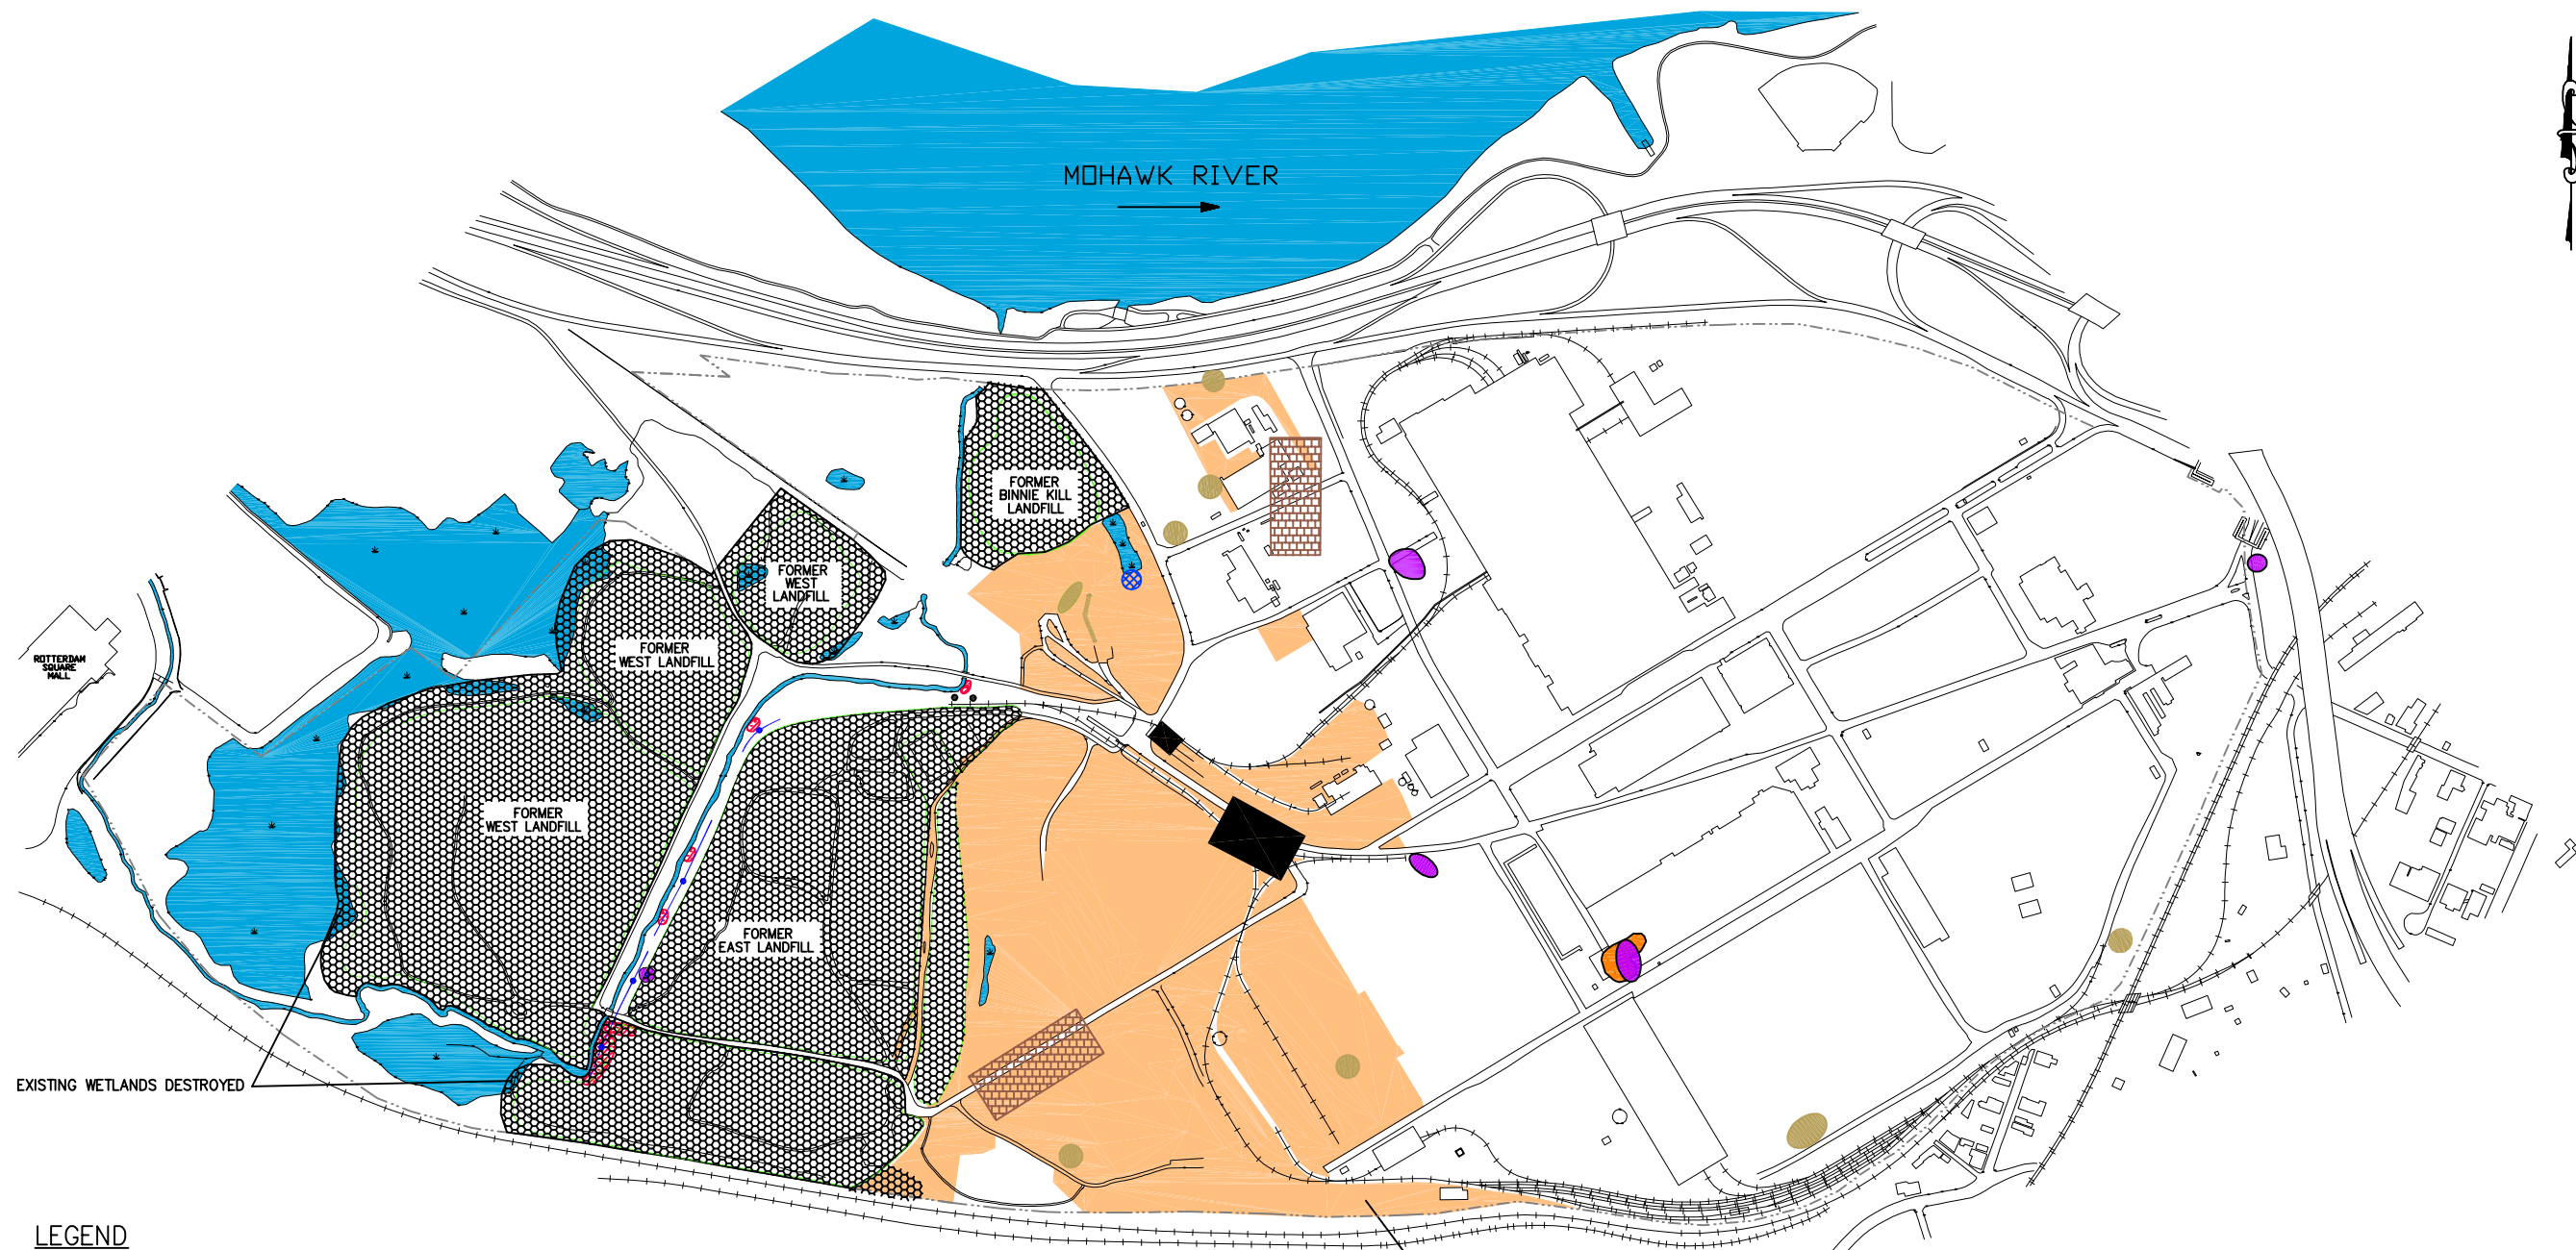 MOHAWK RIVER
FORMER
BINNIE KILL
LANDFILL
FORMER
WEST
LANDFILL
FORMER
WEST LANDFILL
ROTTERDAM
SQUARE
MALL
FORMER
WEST LANDFILL
FORMER
EAST LANDFILL
EXISTING WETLANDS DESTROYED
LEGEND